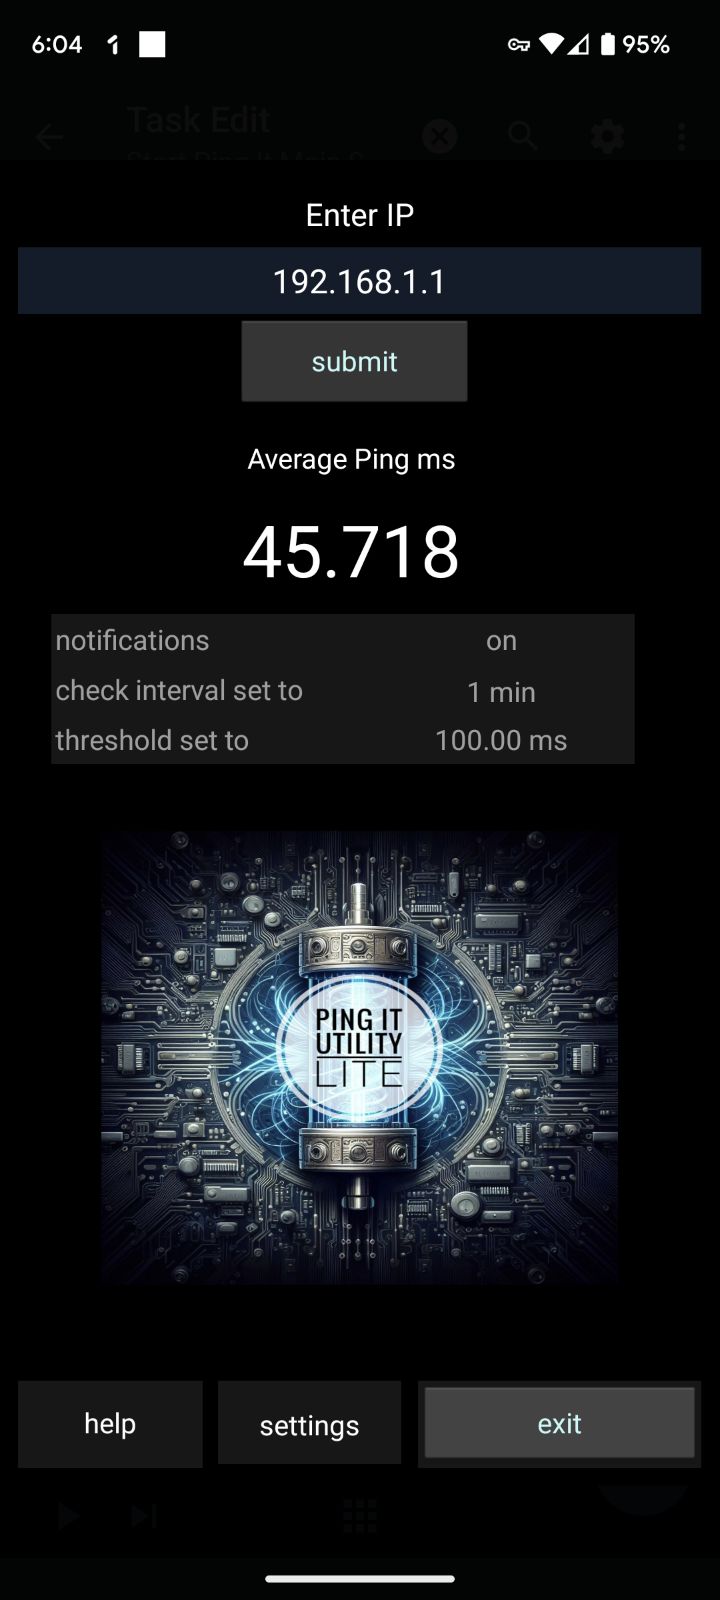 6:04
95%
Task Edit
Enter IP
192.168.1.1
submit
Average Ping ms
45.718
notifications on
check interval set to 1 min
threshold set to 100.00 ms
PING IT
UTILITY
LITE
help settings exit